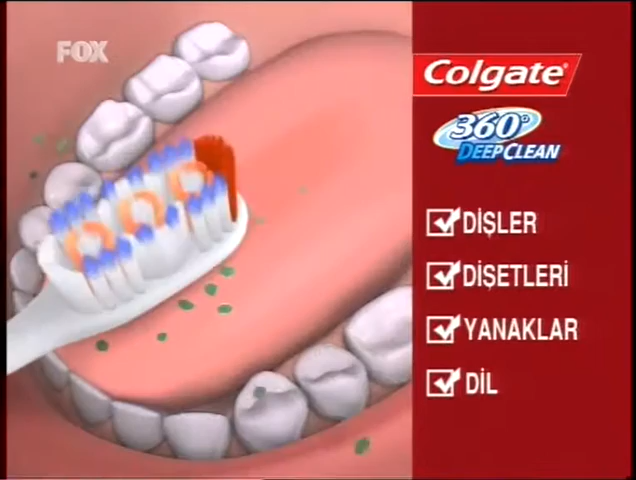 FOX
Colgate®
360°
DEEP CLEAN
DİŞLER
DİŞETLERİ
YANAKLAR
DİL